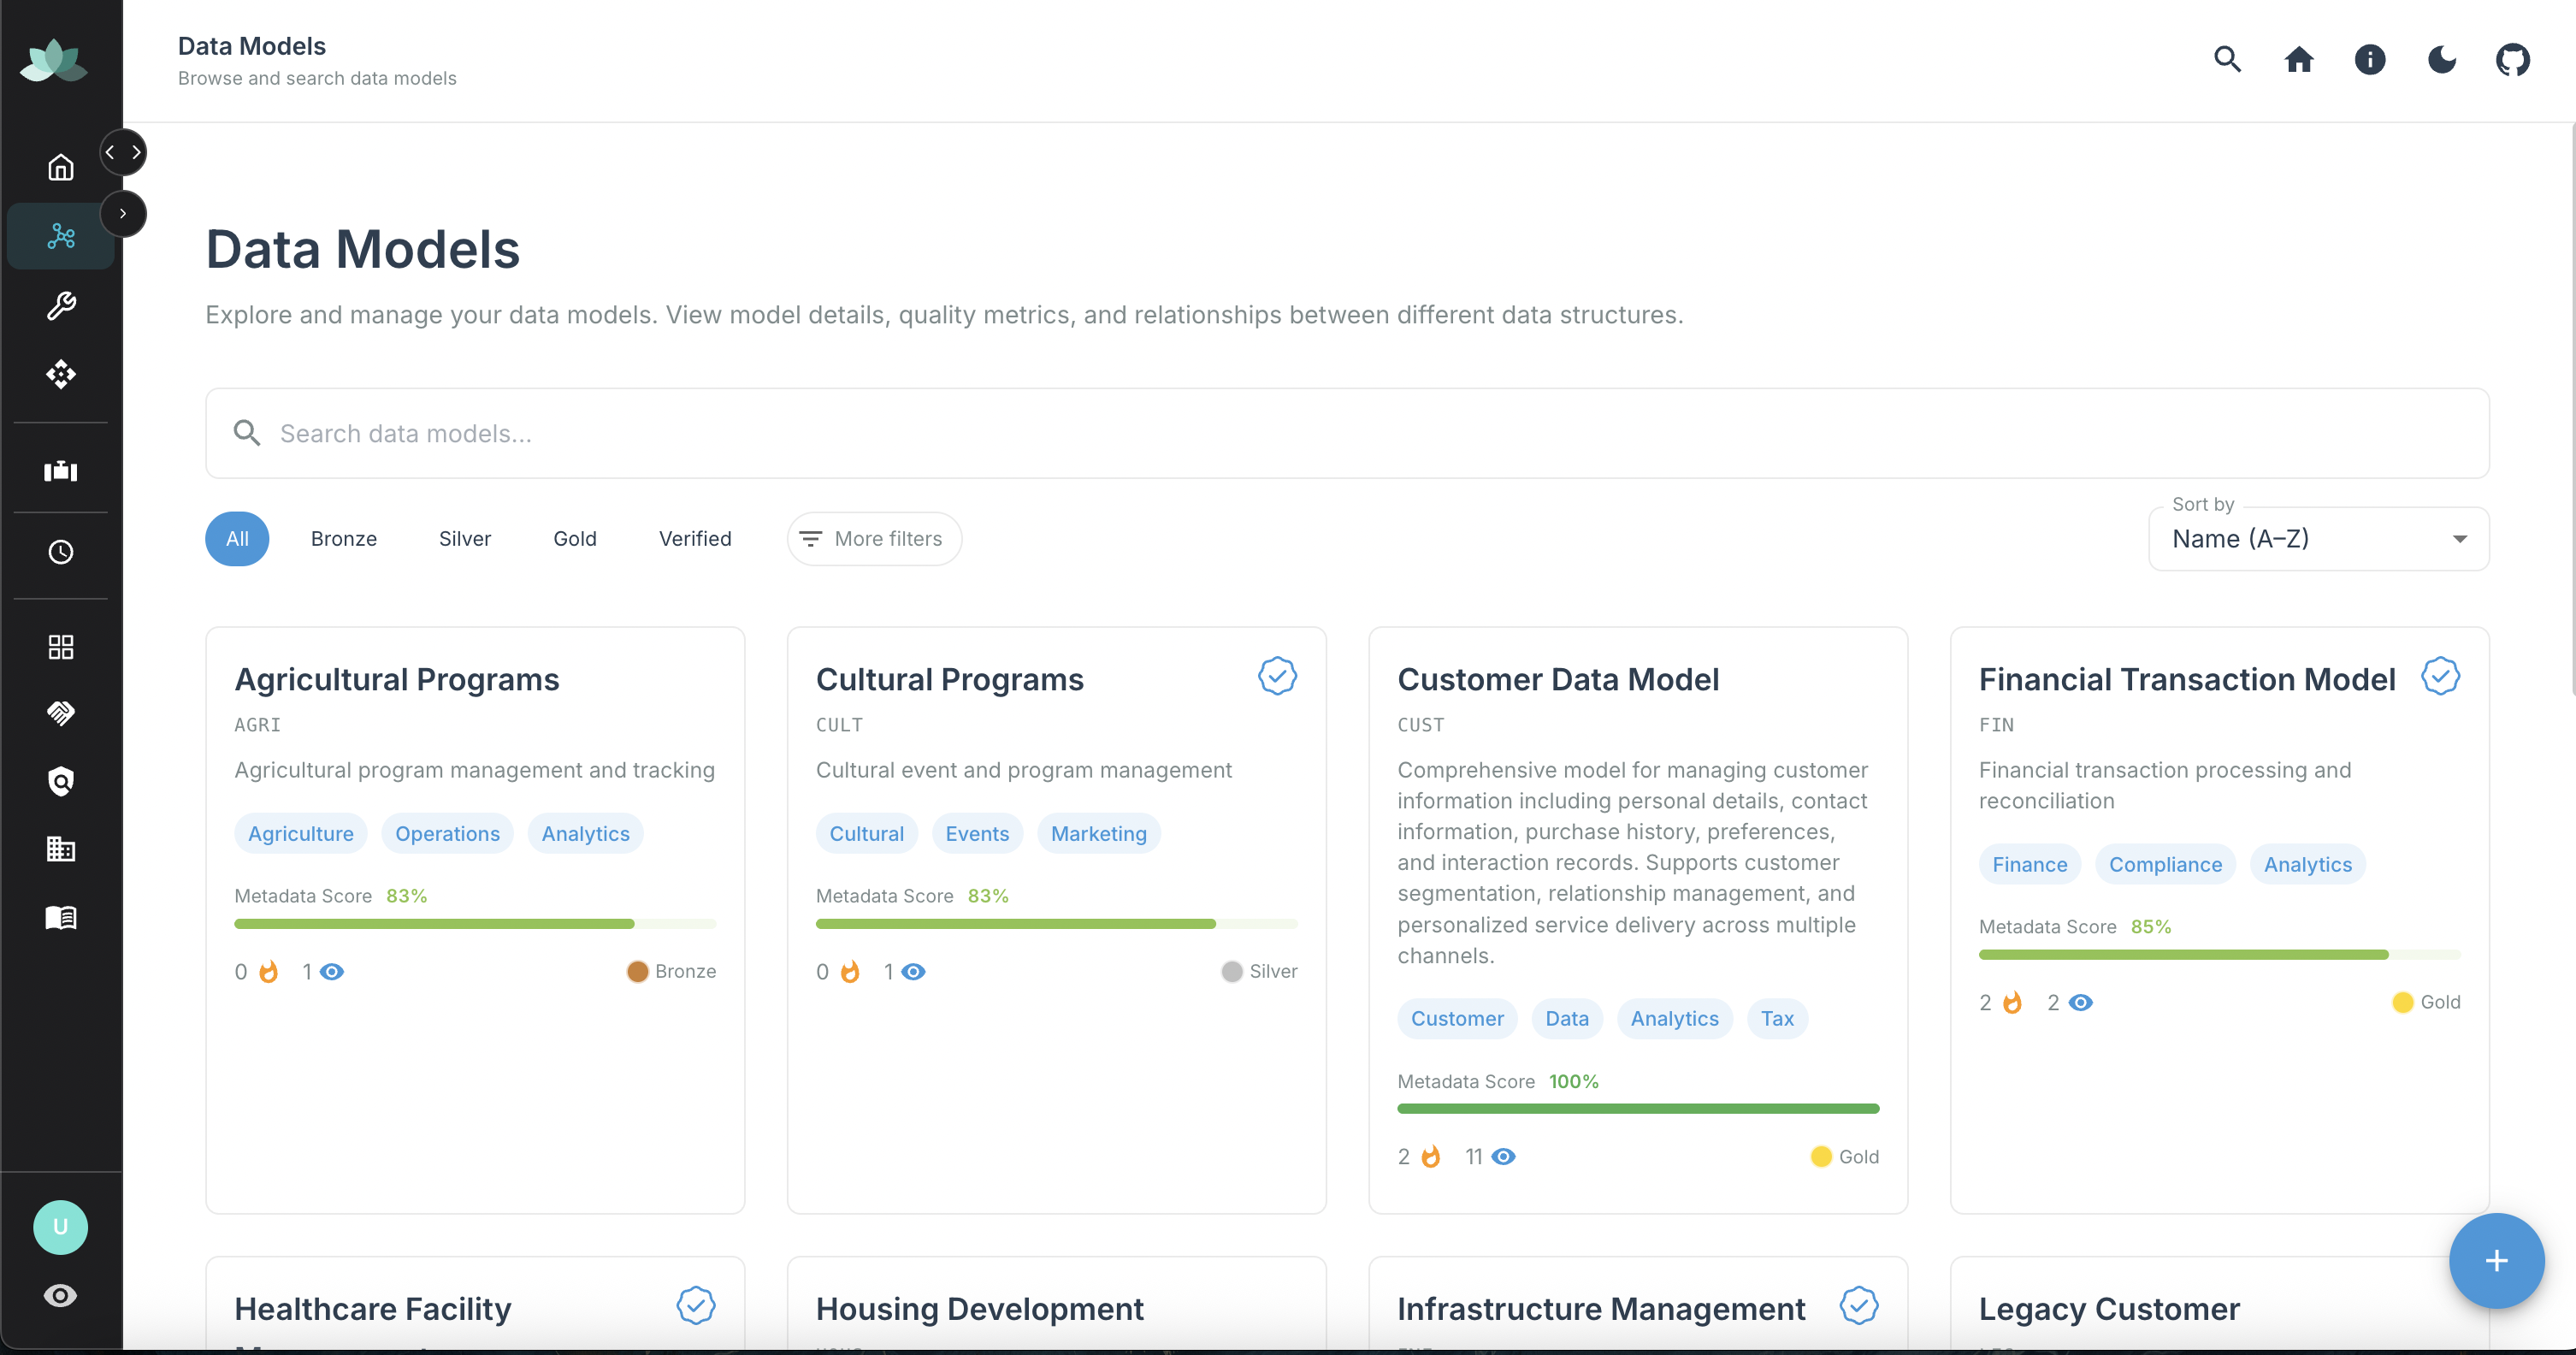 Data Models
Browse and search data models
Data Models
Explore and manage your data models. View model details, quality metrics, and relationships between different data structures.
Search data models...
All
Bronze
Silver
Gold
Verified
More filters
Sort by
Name (A–Z)
Agricultural Programs
AGRI
Agricultural program management and tracking
Agriculture
Operations
Analytics
Metadata Score 83%
0
1
Bronze
Cultural Programs
CULT
Cultural event and program management
Cultural
Events
Marketing
Metadata Score 83%
0
1
Silver
Customer Data Model
CUST
Comprehensive model for managing customer
information including personal details, contact
information, purchase history, preferences,
and interaction records. Supports customer
segmentation, relationship management, and
personalized service delivery across multiple
channels.
Customer
Data
Analytics
Tax
Metadata Score 100%
2
11
Gold
Financial Transaction Model
FIN
Financial transaction processing and
reconciliation
Finance
Compliance
Analytics
Metadata Score 85%
2
2
Gold
Healthcare Facility
Housing Development
Infrastructure Management
Legacy Customer
U